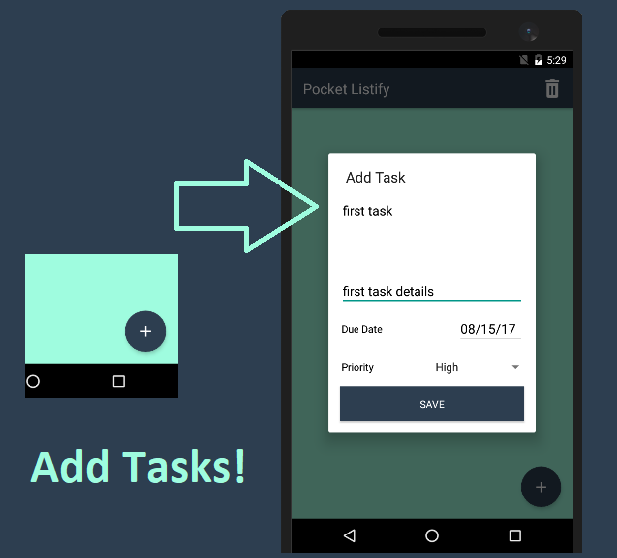 5:29
Pocket Listify
Add Task
first task
first task details
Due Date 08/15/17
Priority High
SAVE
Add Tasks!